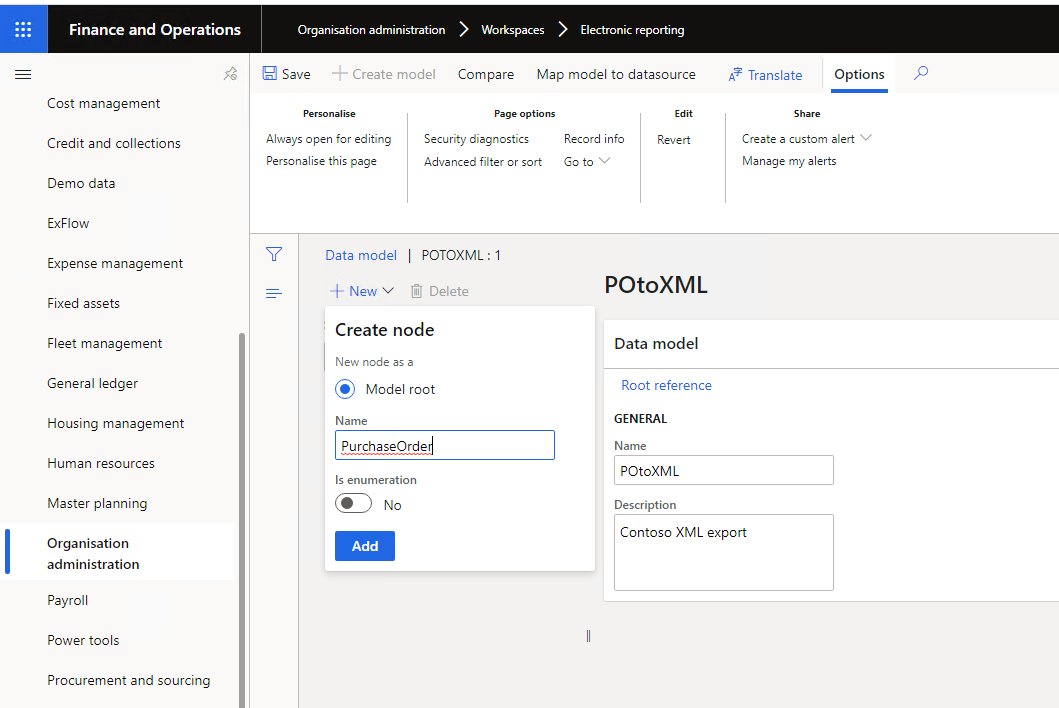 Finance and Operations
Organisation administration
Workspaces
Electronic reporting
Save
Create model
Compare
Map model to datasource
Translate
Options
Personalise
Always open for editing
Personalise this page
Page options
Security diagnostics
Record info
Advanced filter or sort
Go to
Edit
Revert
Share
Create a custom alert
Manage my alerts
Cost management
Credit and collections
Demo data
ExFlow
Expense management
Fixed assets
Fleet management
General ledger
Housing management
Human resources
Master planning
Organisation
administration
Payroll
Power tools
Procurement and sourcing
Data model | POTOXML : 1
New
Delete
Create node
New node as a
Model root
Name
PurchaseOrder
Is enumeration
No
Add
POtoXML
Data model
Root reference
GENERAL
Name
POtoXML
Description
Contoso XML export